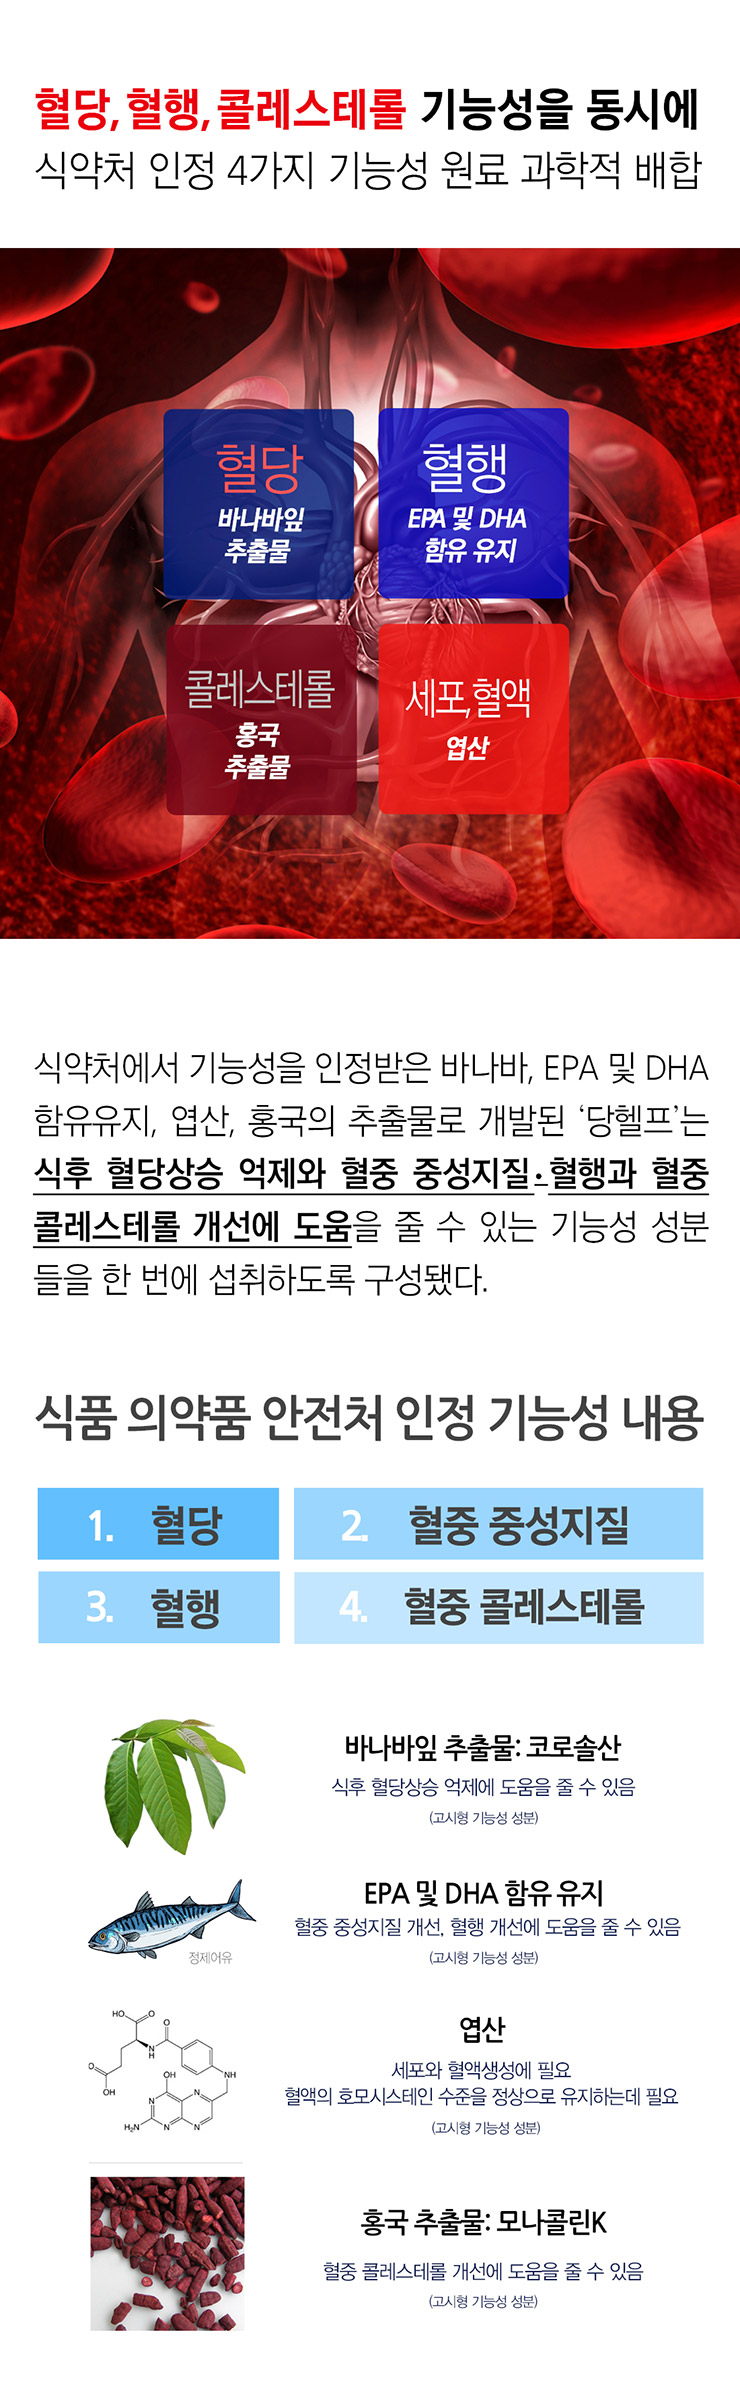 혈당, 혈행, 콜레스테롤 기능성을 동시에
식약처 인정 4가지 기능성 원료 과학적 배합
혈당
바나바잎
추출물
혈행
EPA 및 DHA
함유 유지
콜레스테롤
홍국
추출물
세포, 혈액
엽산
식약처에서 기능성을 인정받은 바나바, EPA 및 DHA
함유유지, 엽산, 홍국의 추출물로 개발된 ‘당헬프’는
식후 혈당상승 억제와 혈중 중성지질·혈행과 혈중
콜레스테롤 개선에 도움을 줄 수 있는 기능성 성분
들을 한 번에 섭취하도록 구성됐다.
식품 의약품 안전처 인정 기능성 내용
1. 혈당
2. 혈중 중성지질
3. 혈행
4. 혈중 콜레스테롤
바나바잎 추출물: 코로솔산
식후 혈당상승 억제에 도움을 줄 수 있음
(고시형 기능성 성분)
정제어유
EPA 및 DHA 함유 유지
혈중 중성지질 개선, 혈행 개선에 도움을 줄 수 있음
(고시형 기능성 성분)
HO
O
O
N
H
O
OH
OH
NH
N
N
H₂N
N
N
엽산
세포와 혈액생성에 필요
혈액의 호모시스테인 수준을 정상으로 유지하는데 필요
(고시형 기능성 성분)
홍국 추출물: 모나콜린K
혈중 콜레스테롤 개선에 도움을 줄 수 있음
(고시형 기능성 성분)